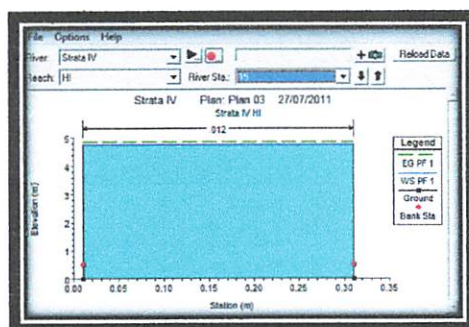 File Options Help
River: Strata IV Reload Data
Reach: HI River Sta.:
Strata IV Plan: Plan 03 27/07/2011
Strata IV HI
.012
Legend
EG PF 1
WS PF 1
Ground
Bank Sta
Elevation (m)
5
4
3
2
1
0
0.00 0.05 0.10 0.15 0.20 0.25 0.30 0.35
Station (m)